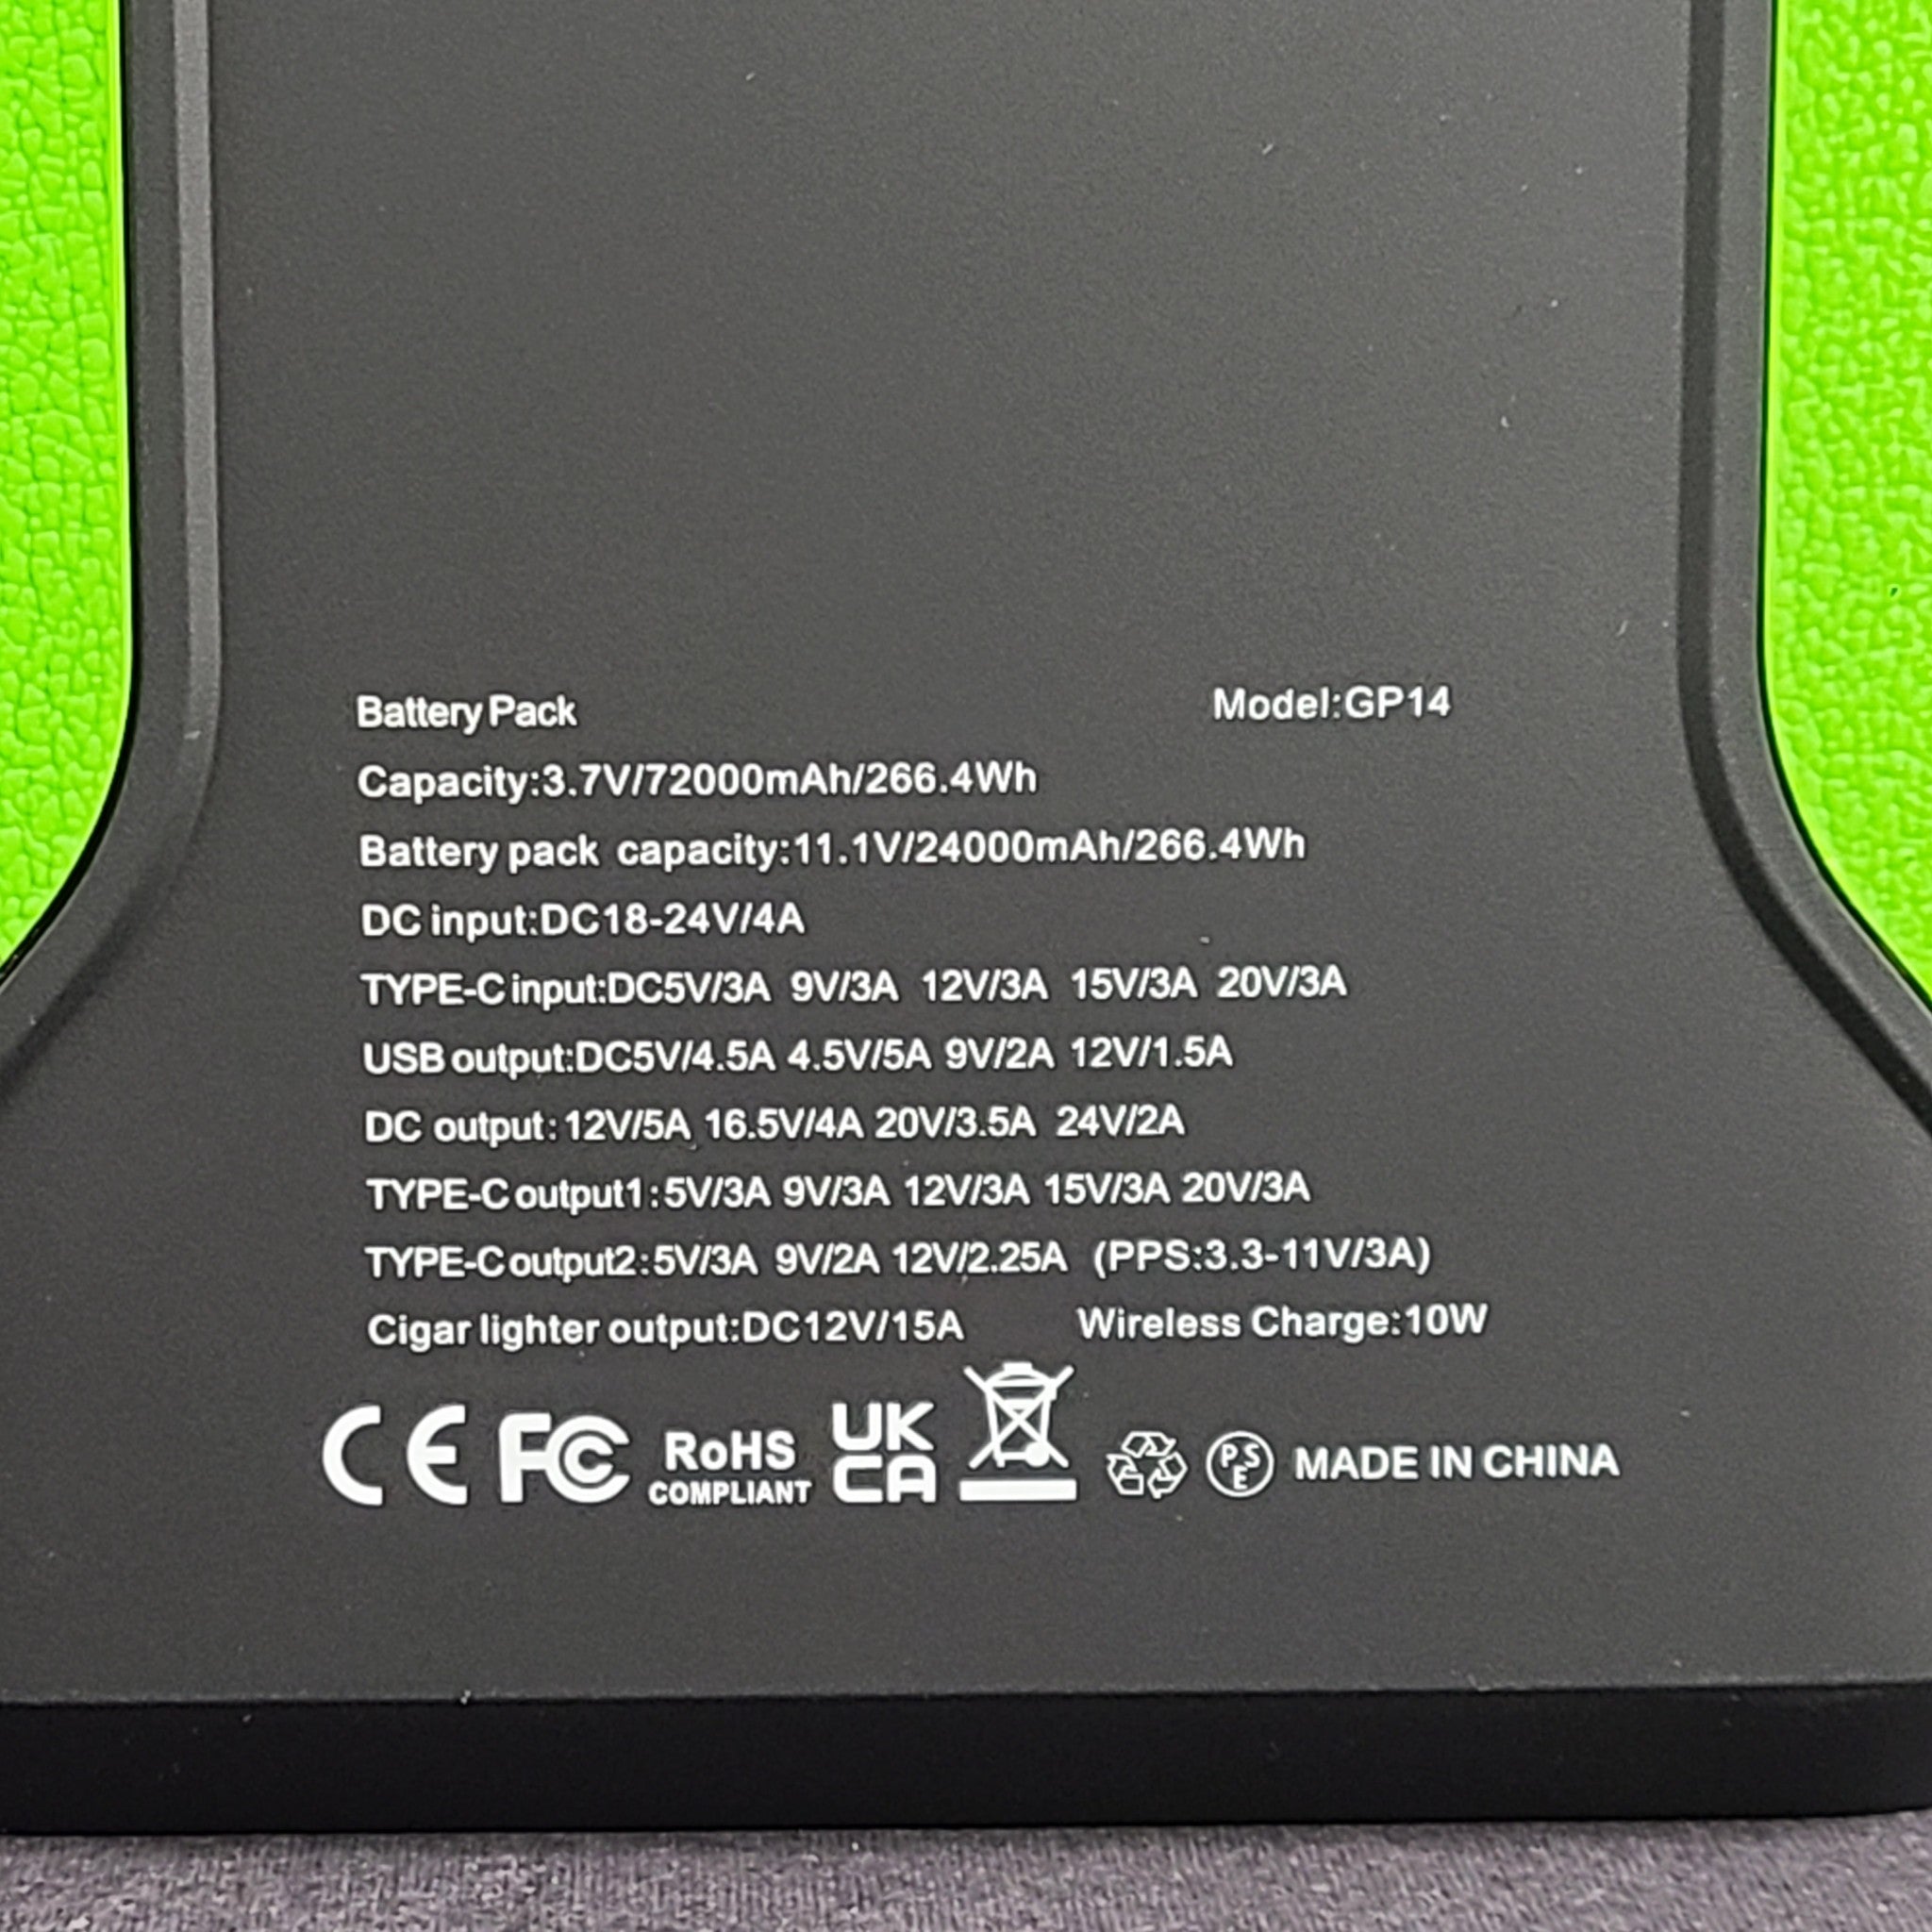 Battery Pack Model:GP14
Capacity:3.7V/72000mAh/266.4Wh
Battery pack capacity:11.1V/24000mAh/266.4Wh
DC input:DC18-24V/4A
TYPE-C input:DC5V/3A 9V/3A 12V/3A 15V/3A 20V/3A
USB output:DC5V/4.5A 4.5V/5A 9V/2A 12V/1.5A
DC output: 12V/5A 16.5V/4A 20V/3.5A 24V/2A
TYPE-C output1:5V/3A 9V/3A 12V/3A 15V/3A 20V/3A
TYPE-C output2:5V/3A 9V/2A 12V/2.25A (PPS:3.3-11V/3A)
Cigar lighter output:DC12V/15A Wireless Charge:10W
CE FC RoHS COMPLIANT UK CA PSE MADE IN CHINA